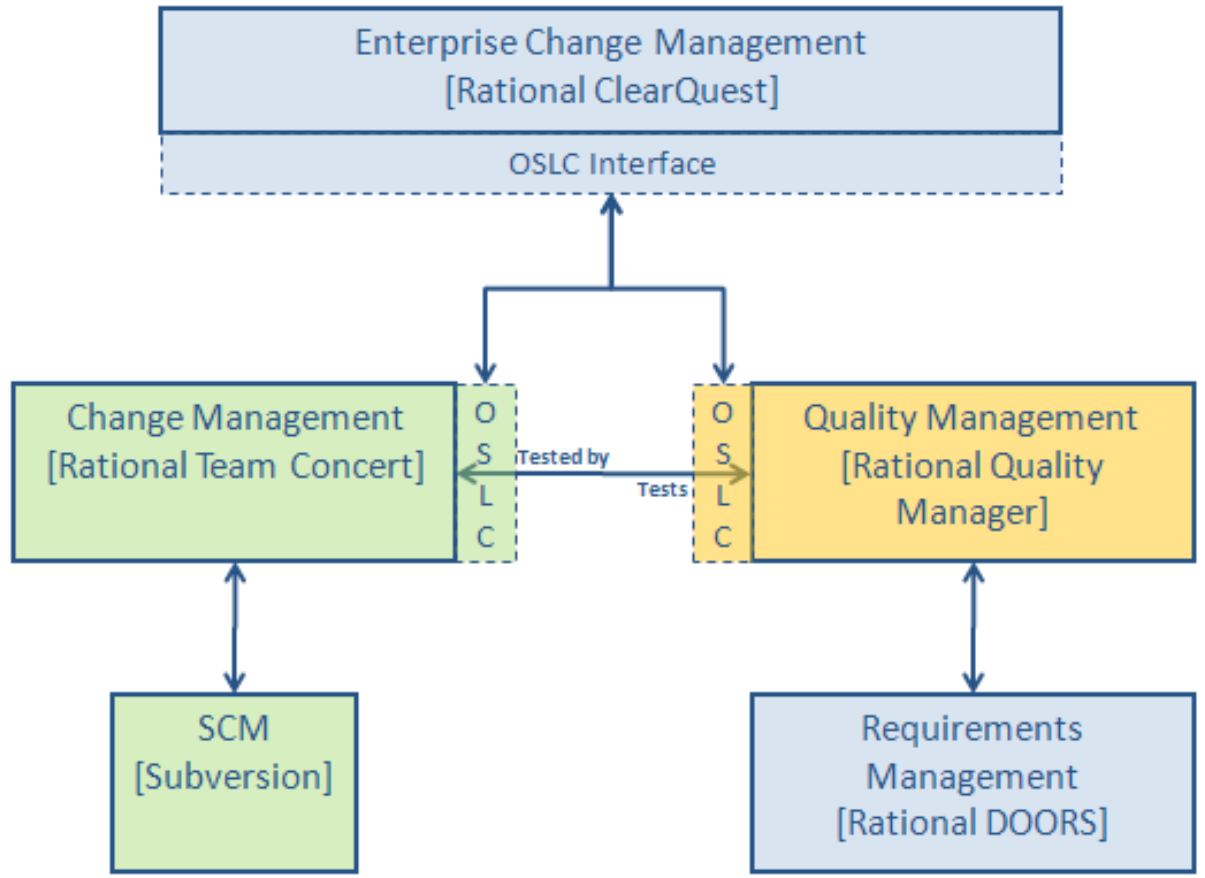 Enterprise Change Management
[Rational ClearQuest]
OSLC Interface
Change Management
[Rational Team Concert]
O
S
L
C
Tested by
Tests
O
S
L
C
Quality Management
[Rational Quality
Manager]
SCM
[Subversion]
Requirements
Management
[Rational DOORS]